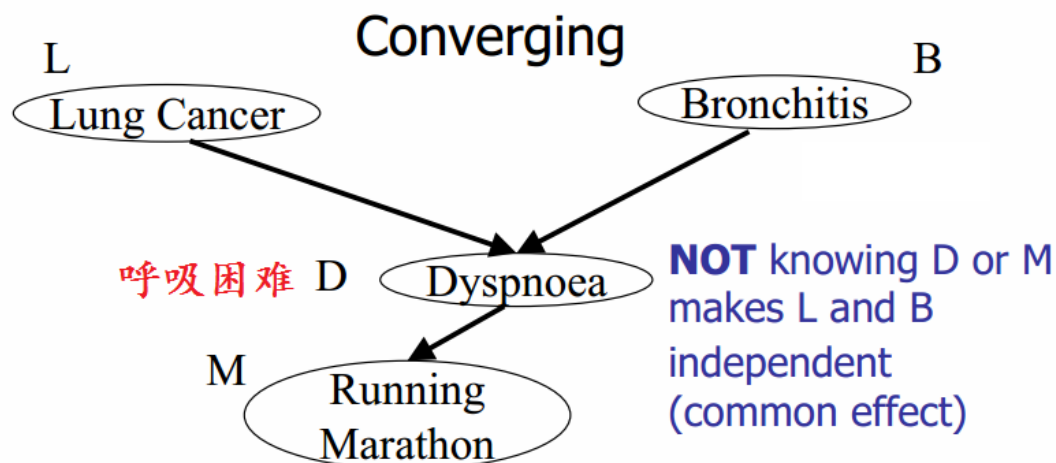 Converging
L
B
Lung Cancer
Bronchitis
呼吸困难 D
Dyspnoea
NOT knowing D or M
makes L and B
independent
(common effect)
M
Running
Marathon